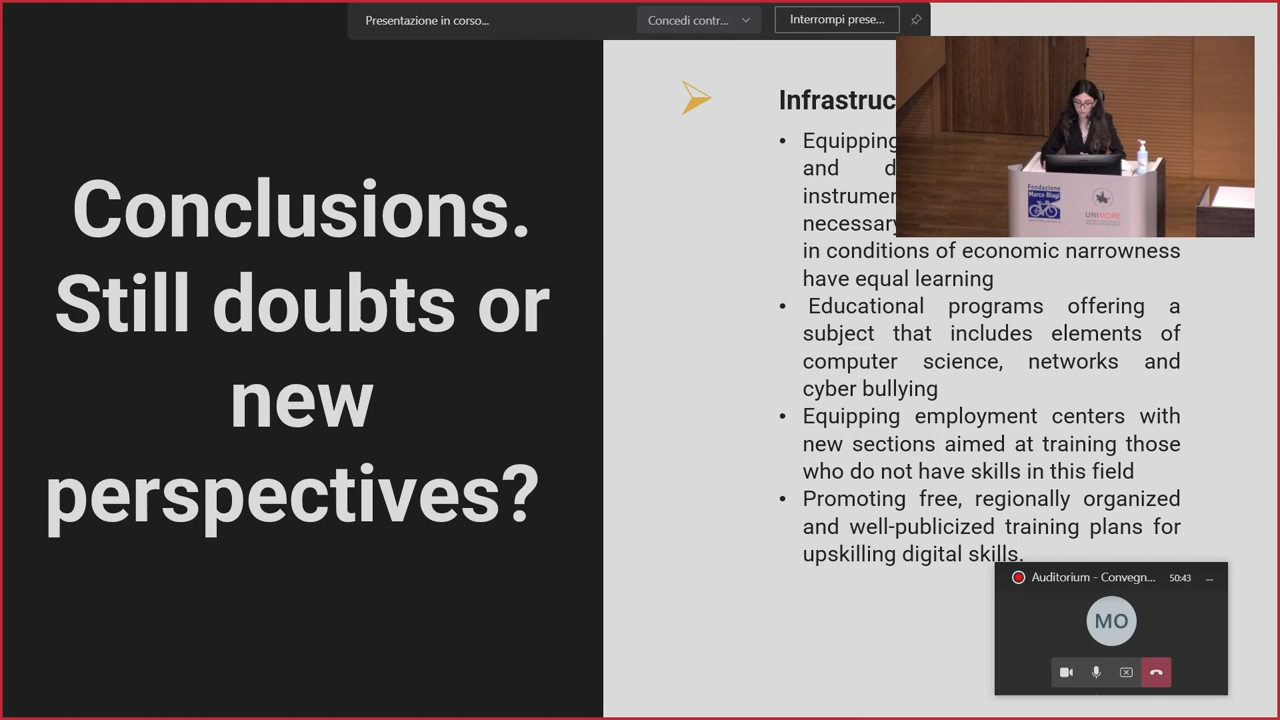 Presentazione in corso...
Concedi contr...
Interrompi prese...
Conclusions.
Still doubts or
new
perspectives?
Infrastruc
• Equipping
and d
instrumen
necessary
in conditions of economic narrowness
have equal learning
• Educational programs offering a
subject that includes elements of
computer science, networks and
cyber bullying
• Equipping employment centers with
new sections aimed at training those
who do not have skills in this field
• Promoting free, regionally organized
and well-publicized training plans for
upskilling digital skills.
Fondazione
Marco Biagi
UNIMORE
Auditorium - Convegn...
50:43
MO